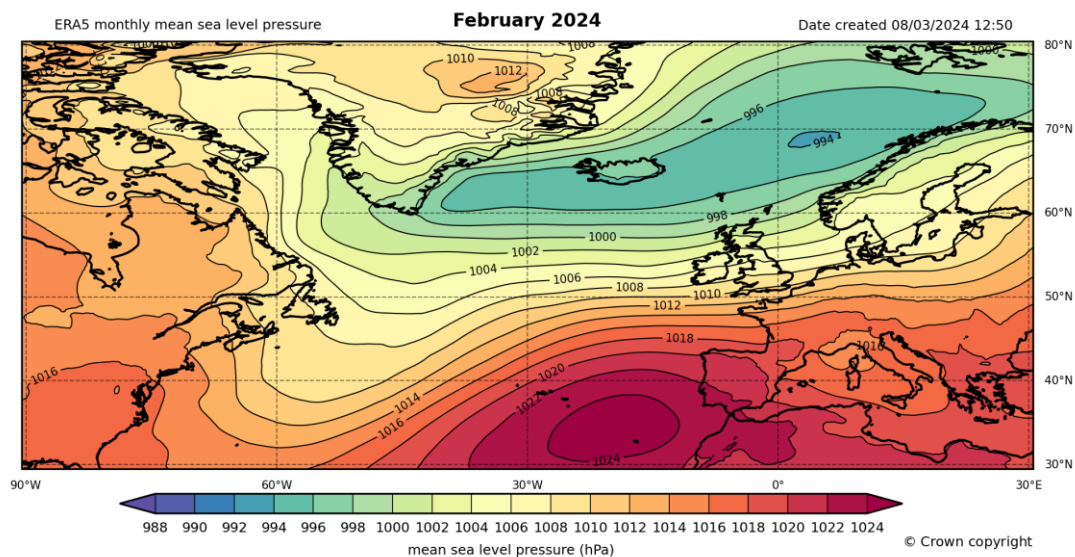 February 2024
ERA5 monthly mean sea level pressure
Date created 08/03/2024 12:50
1008
1008
1010
1012
1008
1008
996
994
998
1000
1002
1004
1006
1008
1010
1012
1018
1016
1016
1020
1022
1014
1016
1024
80°N
70°N
60°N
50°N
40°N
30°N
90°W 60°W 30°W 0° 30°E
988 990 992 994 996 998 1000 1002 1004 1006 1008 1010 1012 1014 1016 1018 1020 1022 1024
mean sea level pressure (hPa)
© Crown copyright